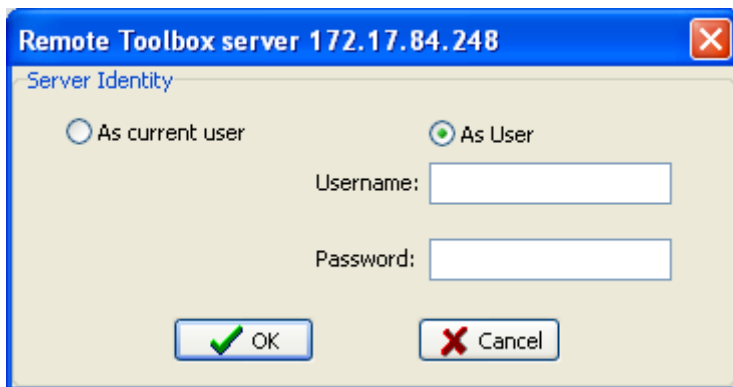 Remote Toolbox server 172.17.84.248
Server Identity
As current user
As User
Username:
Password:
OK
Cancel